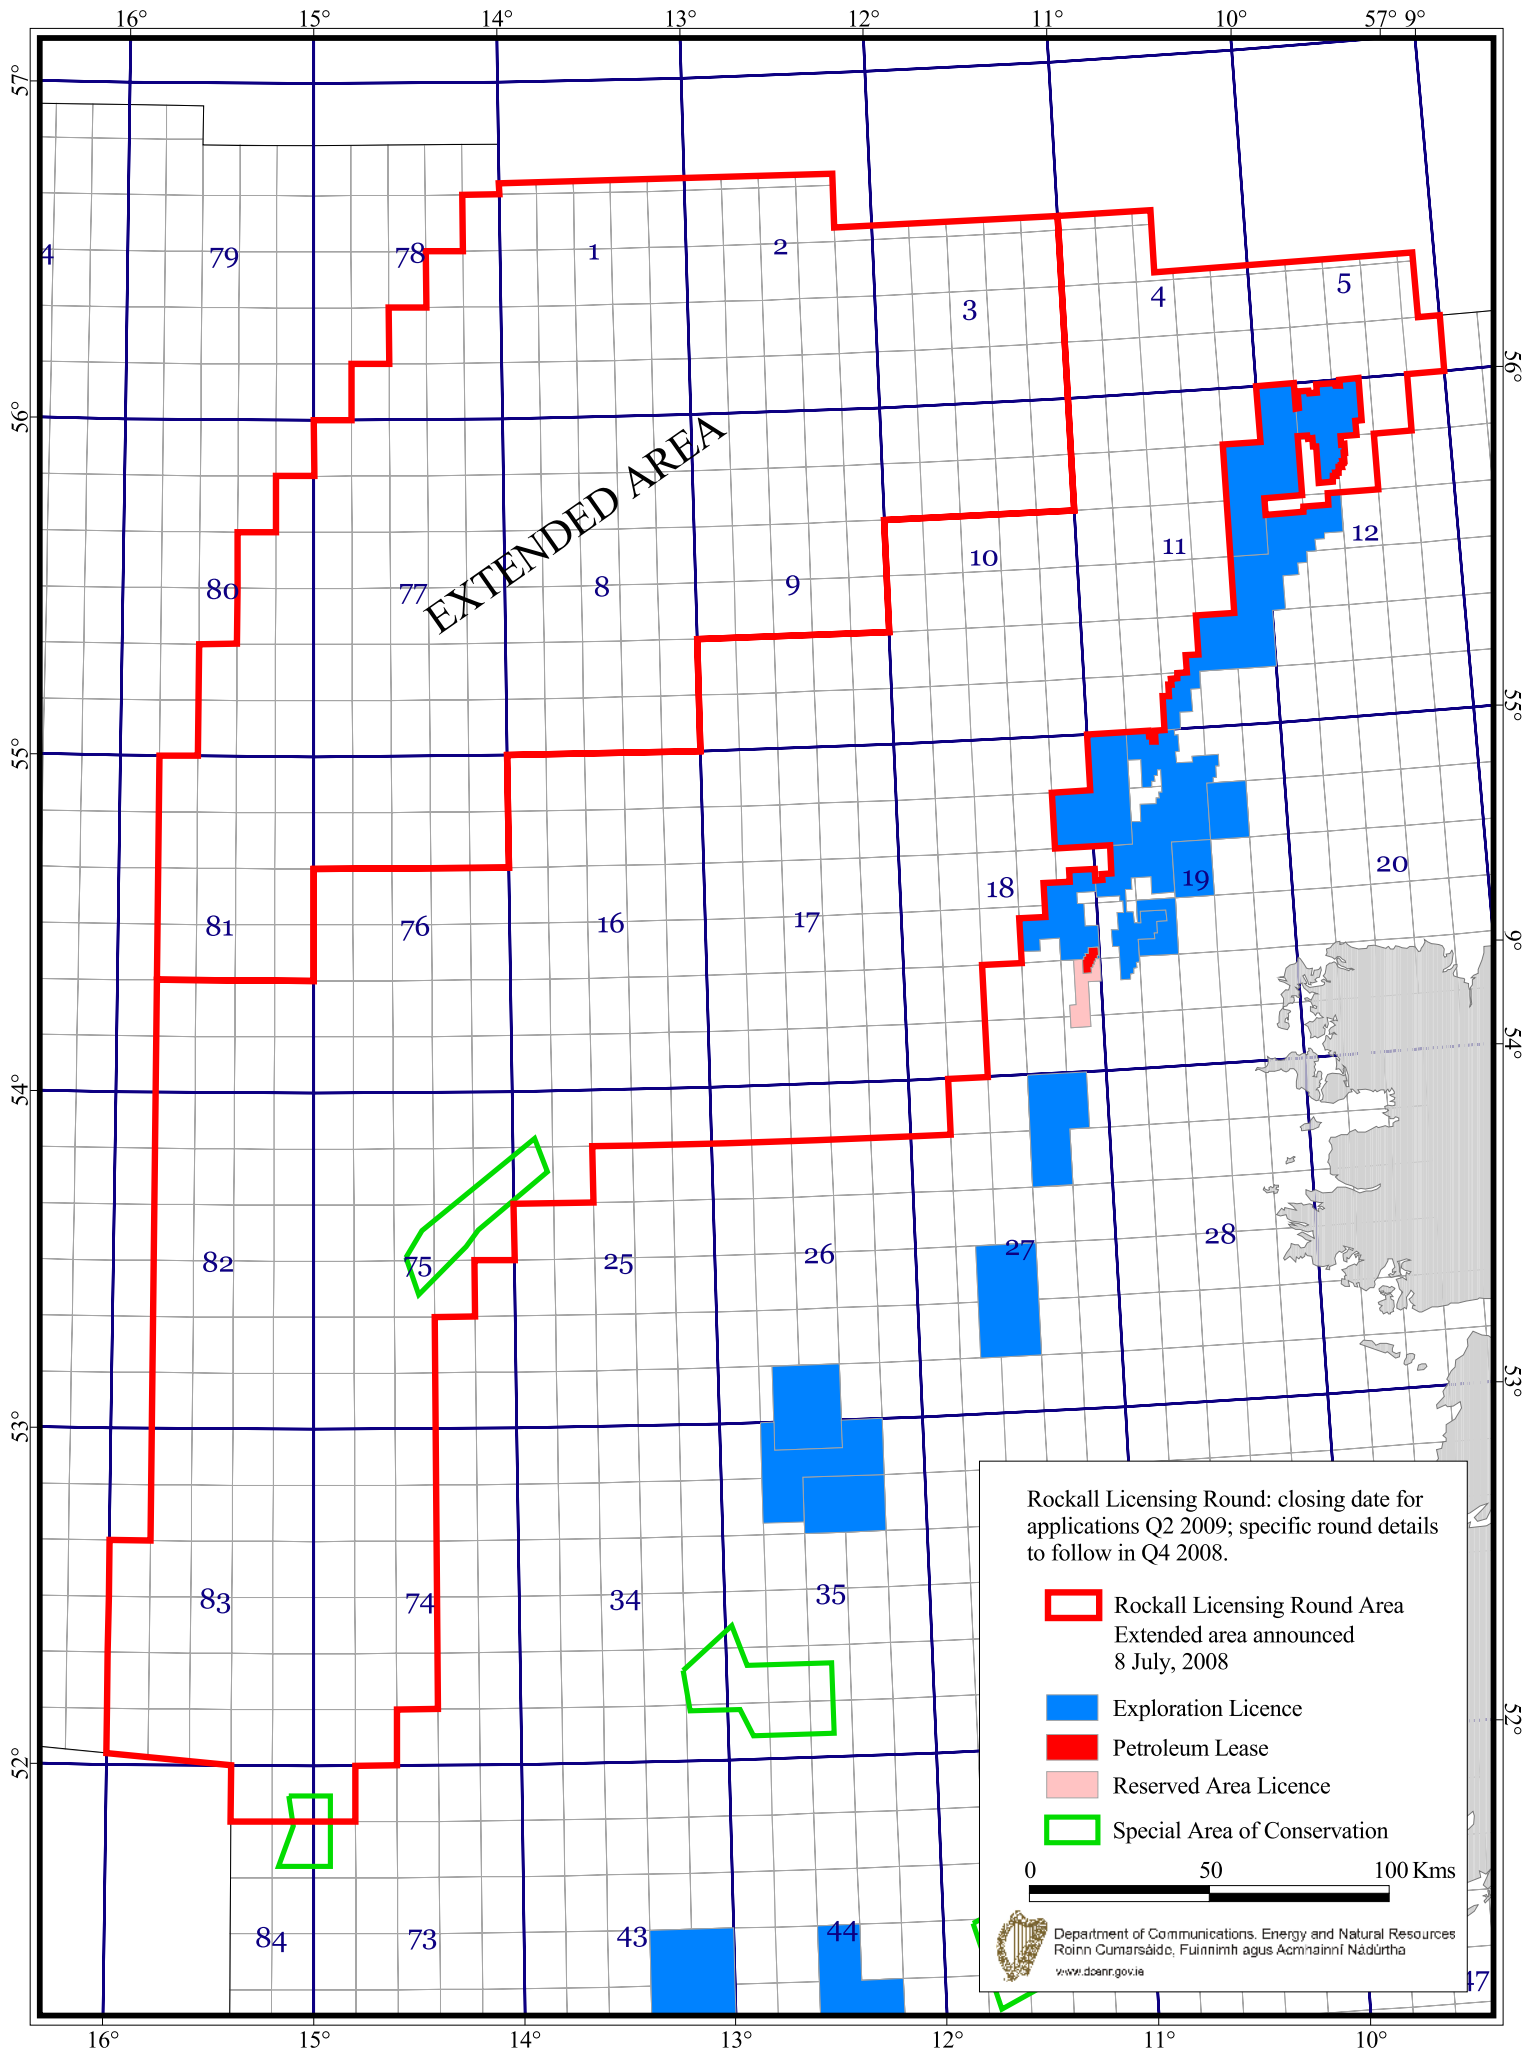 16° 15° 14° 13° 12° 11° 10° 57° 9°
57°
4 79 78 1 2
3 4 5
56° 56°
EXTENDED AREA
80 77 8 9 10 11 12
55° 55°
81 76 16 17 18 19 20
9°
54° 54°
82 75 25 26 27 28
53° 53°
83 74 34 35
52° 52°
84 73 43 44 47
Rockall Licensing Round: closing date for
applications Q2 2009; specific round details
to follow in Q4 2008.
Rockall Licensing Round Area
Extended area announced
8 July, 2008
Exploration Licence
Petroleum Lease
Reserved Area Licence
Special Area of Conservation
0 50 100 Kms
Department of Communications, Energy and Natural Resources
Roinn Cumarsáide, Fuinnimh agus Acmhainní Nádúrtha
www.dcenr.gov.ie
16° 15° 14° 13° 12° 11° 10°